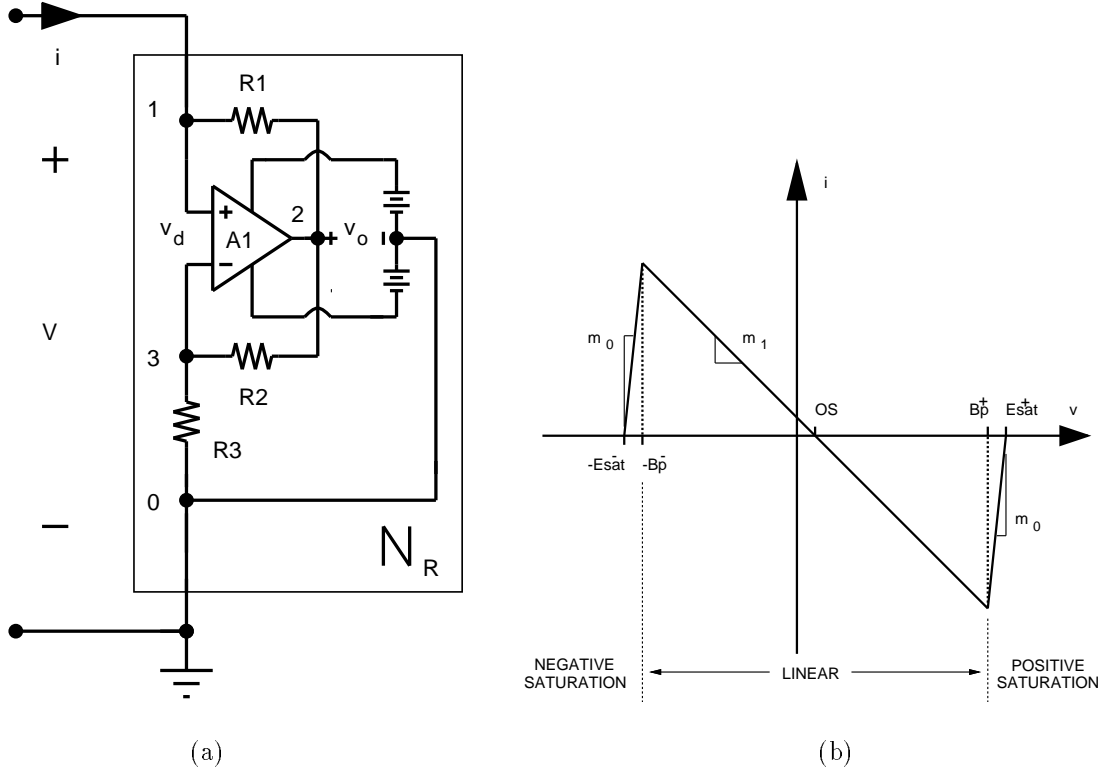 i
R1
1
+
v d
+
A1
−
2
+
v o
−
V
3
R2
R3
0
−
N R
(a)
i
m 0
m 1
OS
Bp+
Esat+
v
-Esat-
-Bp-
m 0
NEGATIVE
SATURATION
LINEAR
POSITIVE
SATURATION
(b)